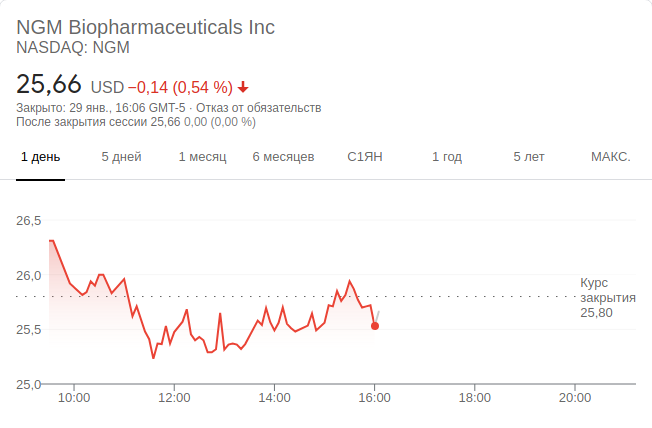 NGM Biopharmaceuticals Inc
NASDAQ: NGM
25,66 USD −0,14 (0,54 %)
Закрыто: 29 янв., 16:06 GMT-5 · Отказ от обязательств
После закрытия сессии 25,66 0,00 (0,00 %)
1 день 5 дней 1 месяц 6 месяцев С1ЯН 1 год 5 лет МАКС.
26,5
26,0
Курс
закрытия
25,80
25,5
25,0
10:00 12:00 14:00 16:00 18:00 20:00